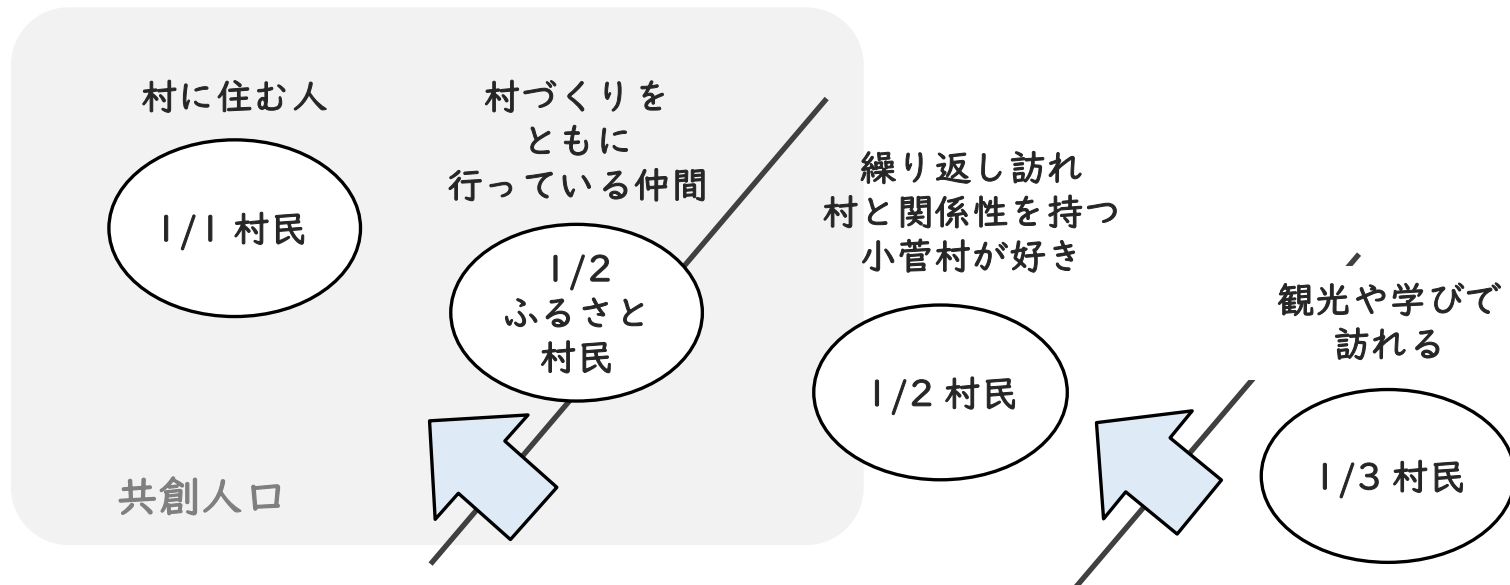 村に住む人
1/1 村民
村づくりを
ともに
行っている仲間
1/2
ふるさと
村民
繰り返し訪れ
村と関係性を持つ
小菅村が好き
1/2 村民
観光や学びで
訪れる
1/3 村民
共創人口